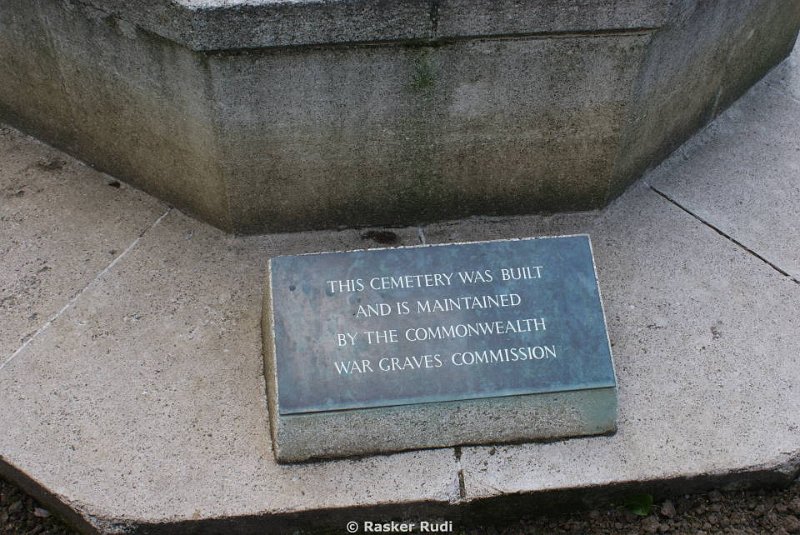 THIS CEMETERY WAS BUILT
AND IS MAINTAINED
BY THE COMMONWEALTH
WAR GRAVES COMMISSION
© Rasker Rudi